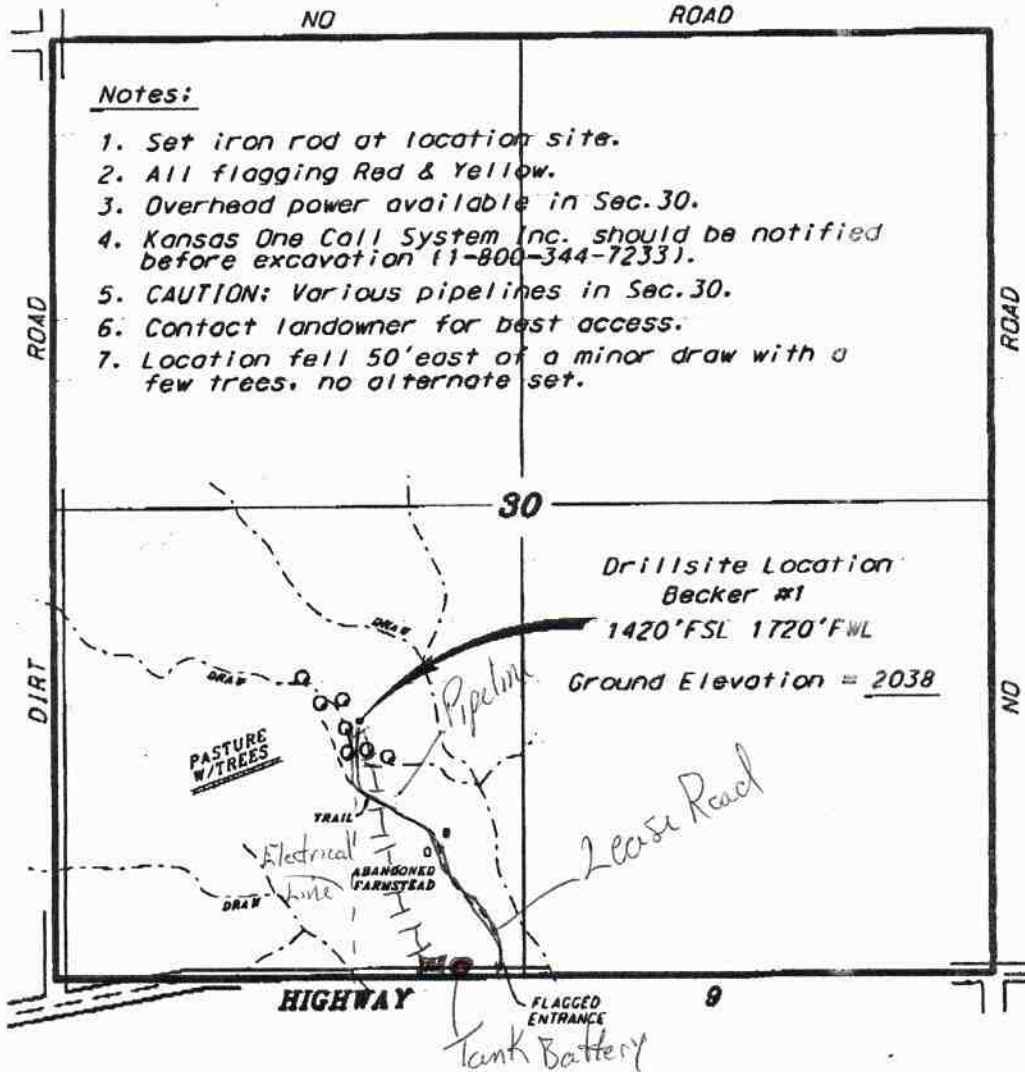 NO ROAD
Notes:
1. Set iron rod at location site.
2. All flagging Red & Yellow.
3. Overhead power available in Sec.30.
4. Kansas One Call System Inc. should be notified
before excavation (1-800-344-7233).
5. CAUTION: Various pipelines in Sec.30.
6. Contact landowner for best access.
7. Location fell 50'east of a minor draw with a
few trees, no alternate set.
ROAD
ROAD
30
Drillsite Location
Becker #1
1420'FSL 1720'FWL
Ground Elevation = 2038
DRAW
DRAW
Pipeline
DIRT
NO
PASTURE
W/TREES
TRAIL
Lease Road
Electrical
Line
ABANDONED
FARMSTEAD
DRAW
HIGHWAY 9
FLAGGED
ENTRANCE
Tank Battery